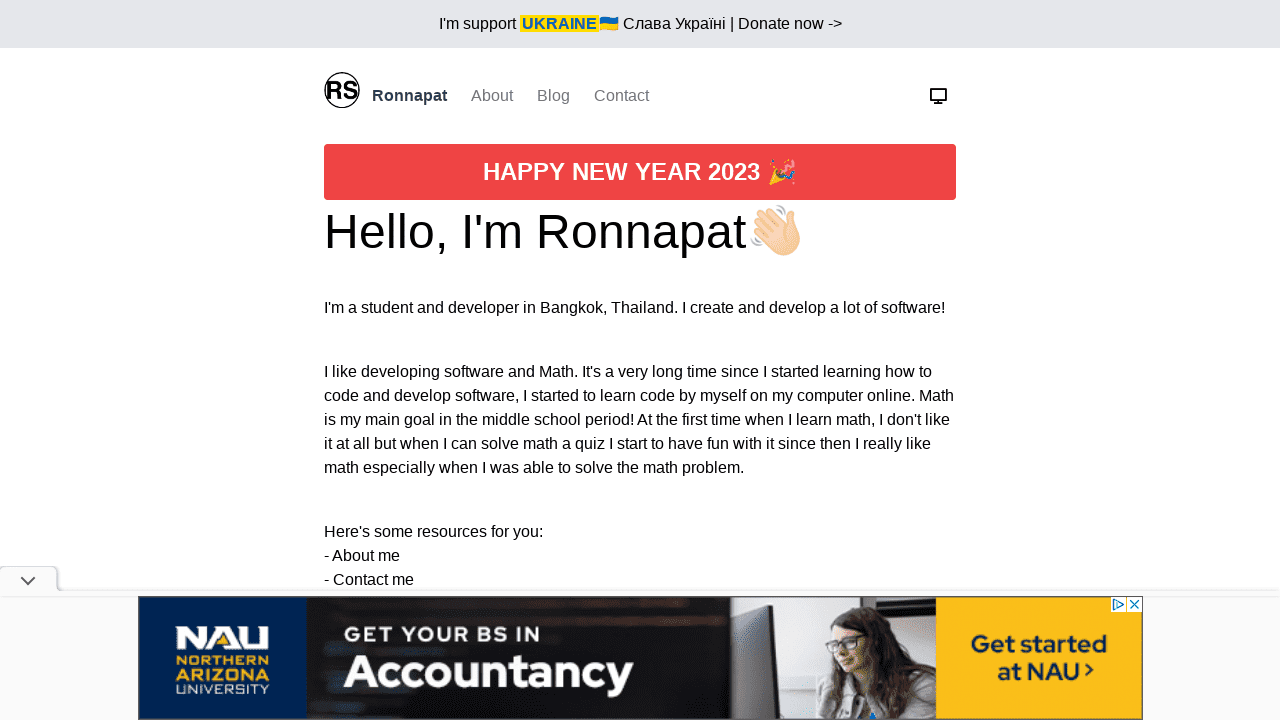 I'm support UKRAINE🇺🇦 Слава Україні | Donate now ->
RS Ronnapat About Blog Contact
HAPPY NEW YEAR 2023 🎉
Hello, I'm Ronnapat👋🏻
I'm a student and developer in Bangkok, Thailand. I create and develop a lot of software!
I like developing software and Math. It's a very long time since I started learning how to
code and develop software, I started to learn code by myself on my computer online. Math
is my main goal in the middle school period! At the first time when I learn math, I don't like
it at all but when I can solve math a quiz I start to have fun with it since then I really like
math especially when I was able to solve the math problem.
Here's some resources for you:
- About me
- Contact me
NAU
NORTHERN
ARIZONA
UNIVERSITY
GET YOUR BS IN
Accountancy
Get started
at NAU >